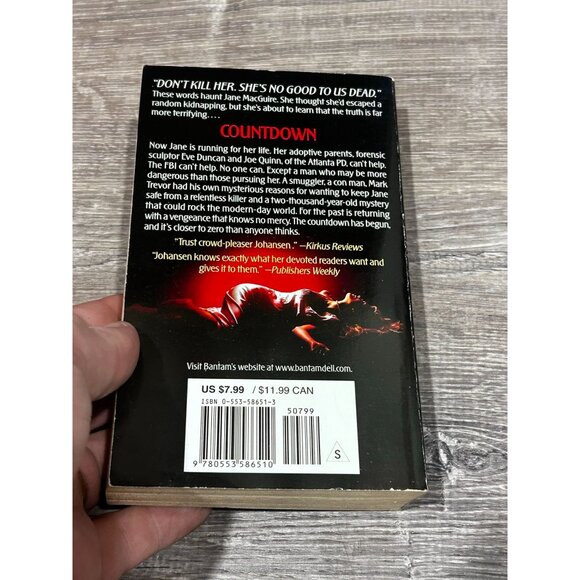 "DON'T KILL HER. SHE'S NO GOOD TO US DEAD."
These words haunt Jane MacGuire. She thought she'd escaped a
random kidnapping, but she's about to learn that the truth is far
more terrifying. . . .
COUNTDOWN
Now Jane is running for her life. Her adoptive parents, forensic
sculptor Eve Duncan and Joe Quinn, of the Atlanta PD, can't help.
The FBI can't help. No one can. Except a man who may be more
dangerous than those pursuing her. A smuggler, a con man, Mark
Trevor had his own mysterious reasons for wanting to keep Jane
safe from a relentless killer and a two-thousand-year-old mystery
that could rock the modern-day world. For the past is returning
with a vengeance that knows no mercy. The countdown has begun,
and it's closer to zero than anyone thinks.
"Trust crowd-pleaser Johansen." —Kirkus Reviews
"Johansen knows exactly what her devoted readers want and
gives it to them." —Publishers Weekly
Visit Bantam's website at www.bantamdell.com.
US $7.99 / $11.99 CAN
ISBN 0-553-58651-3
50799
9 780553 586510
S